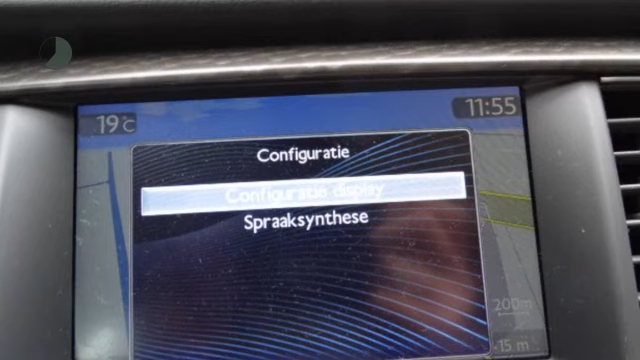 19°C
11:55
Configuratie
Configuratie display
Spraaksynthese
200m
-15 m